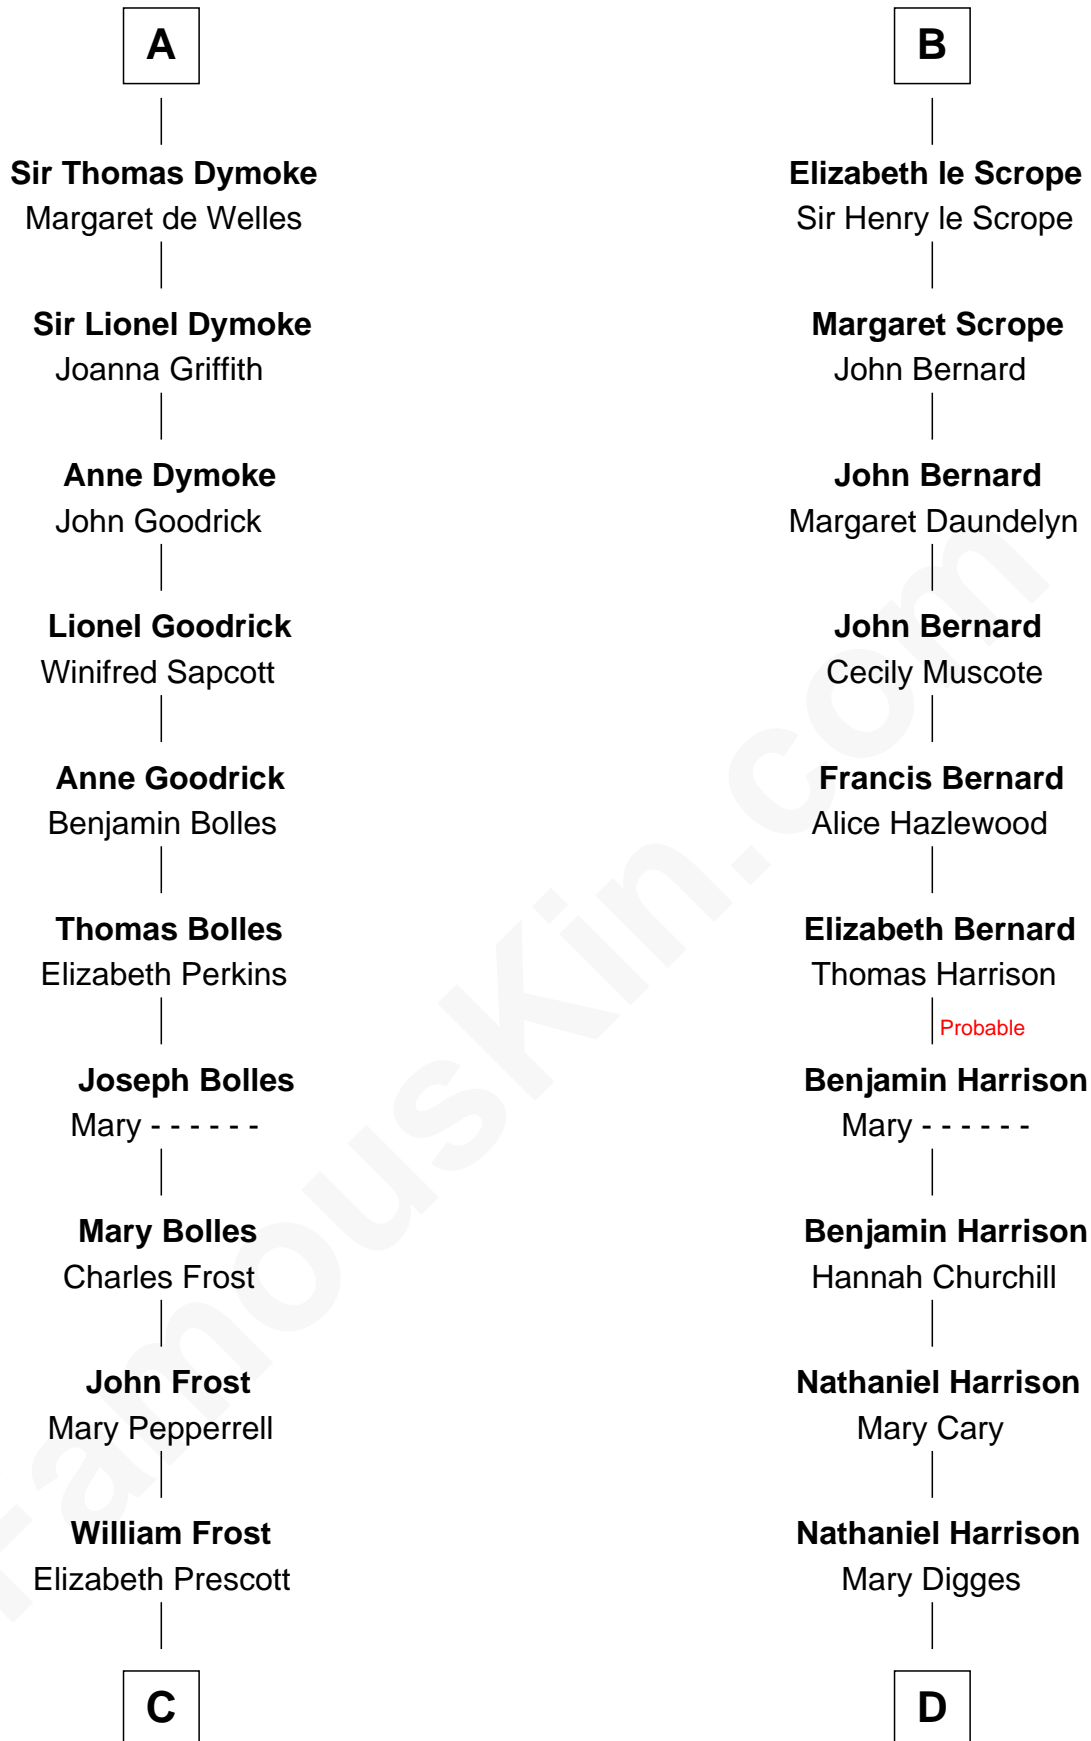 A
Sir Thomas Dymoke
Margaret de Welles
Sir Lionel Dymoke
Joanna Griffith
Anne Dymoke
John Goodrick
Lionel Goodrick
Winifred Sapcott
Anne Goodrick
Benjamin Bolles
Thomas Bolles
Elizabeth Perkins
Joseph Bolles
Mary - - - - - -
Mary Bolles
Charles Frost
John Frost
Mary Pepperrell
William Frost
Elizabeth Prescott
C
B
Elizabeth le Scrope
Sir Henry le Scrope
Margaret Scrope
John Bernard
John Bernard
Margaret Daundelyn
John Bernard
Cecily Muscote
Francis Bernard
Alice Hazlewood
Elizabeth Bernard
Thomas Harrison
Probable
Benjamin Harrison
Mary - - - - - -
Benjamin Harrison
Hannah Churchill
Nathaniel Harrison
Mary Cary
Nathaniel Harrison
Mary Digges
D
FamousKin.com